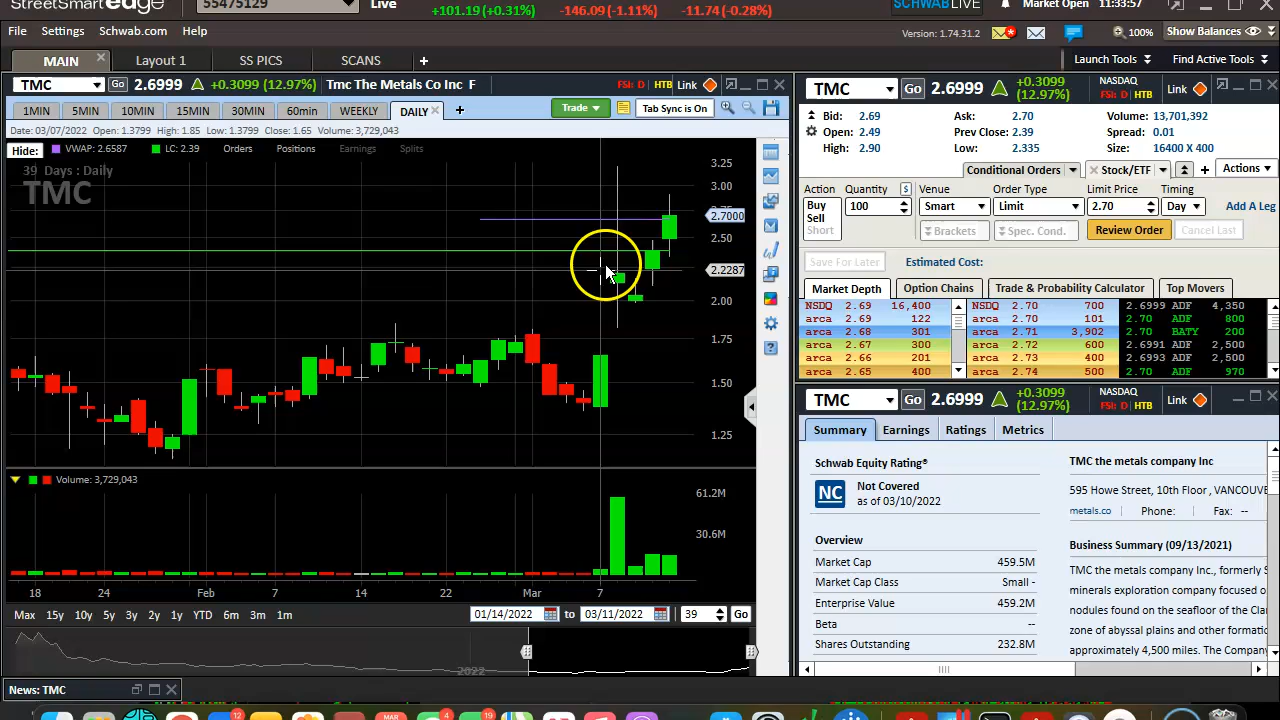 StreetSmart edge
55475129
Live
+101.19 (+0.31%)
-146.09 (-1.11%)
-11.74 (-0.28%)
SCHWABLIVE
Market Open
11:33:57
File
Settings
Schwab.com
Help
Version: 1.74.31.2
100%
Show Balances
MAIN
Layout 1
SS PICS
SCANS
+
Launch Tools
Find Active Tools
TMC
Go
2.6999
+0.3099 (12.97%)
Tmc The Metals Co Inc F
FSI: D
HTB
Link
1MIN
5MIN
10MIN
15MIN
30MIN
60min
WEEKLY
DAILY
+
Trade
Tab Sync is On
Date: 03/07/2022 Open: 1.3799 High: 1.85 Low: 1.3799 Close: 1.65 Volume: 3,729,043
Hide:
VWAP: 2.6587
LC: 2.39
Orders
Positions
Earnings
Splits
39 Days : Daily
TMC
3.25
3.00
2.75
2.7000
2.50
2.2287
2.00
1.75
1.50
1.25
Volume: 3,729,043
61.2M
30.6M
18
24
Feb
7
14
22
Mar
7
Max
15y
10y
5y
3y
2y
1y
YTD
6m
3m
1m
01/14/2022
to
03/11/2022
39
Go
2022
News: TMC
TMC
Go
2.6999
+0.3099
(12.97%)
NASDAQ
FSI: D
HTB
Link
Bid: 2.69
Ask: 2.70
Volume: 13,701,392
Open: 2.49
Prev Close: 2.39
Spread: 0.01
High: 2.90
Low: 2.335
Size: 16400 X 400
Conditional Orders
Stock/ETF
+
Actions
Action
Quantity
$
Venue
Order Type
Limit Price
Timing
Buy
Sell
Short
100
Smart
Limit
2.70
Day
Add A Leg
Brackets
Spec. Cond.
Review Order
Cancel Last
Save For Later
Estimated Cost:
Market Depth
Option Chains
Trade & Probability Calculator
Top Movers
NSDQ 2.69 16,400 NSDQ 2.70 700 2.6999 ADF 4,350
arca 2.69 122 arca 2.70 101 2.70 ADF 800
arca 2.68 301 arca 2.71 3,902 2.70 BATY 200
arca 2.67 300 arca 2.72 600 2.6991 ADF 2,500
arca 2.66 201 arca 2.73 400 2.6993 ADF 2,500
arca 2.65 400 arca 2.74 500 2.70 ADF 970
TMC
Go
2.6999
+0.3099
(12.97%)
NASDAQ
FSI: D
HTB
Link
Summary
Earnings
Ratings
Metrics
Schwab Equity Rating®
NC
Not Covered
as of 03/10/2022
Overview
Market Cap 459.5M
Market Cap Class Small -
Enterprise Value 459.2M
Beta --
Shares Outstanding 232.8M
TMC the metals company Inc
595 Howe Street, 10th Floor , VANCOUVE
metals.co
Phone:
Fax: --
Business Summary (09/13/2021)
TMC the metals company Inc., formerly S
minerals exploration company focused o
nodules found on the seafloor of the Cla
zone of abyssal plains and other formatio
approximately 4,500 miles. The Program